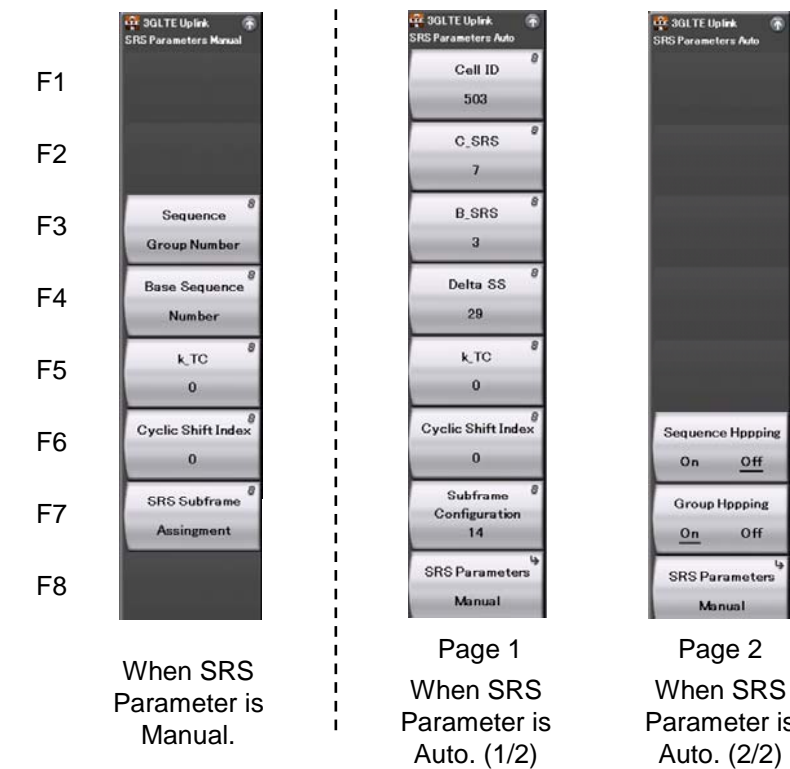 F1
F2
F3
F4
F5
F6
F7
F8
3GLTE Uplink
SRS Parameters Manual
Sequence
Group Number
Base Sequence
Number
k_TC
0
Cyclic Shift Index
0
SRS Subframe
Assingment
When SRS
Parameter is
Manual.
3GLTE Uplink
SRS Parameters Auto
Cell ID
503
C_SRS
7
B_SRS
3
Delta SS
29
k_TC
0
Cyclic Shift Index
0
Subframe
Configuration
14
SRS Parameters
Manual
Page 1
When SRS
Parameter is
Auto. (1/2)
3GLTE Uplink
SRS Parameters Auto
Sequence Hppping
On Off
Group Hppping
On Off
SRS Parameters
Manual
Page 2
When SRS
Parameter is
Auto. (2/2)